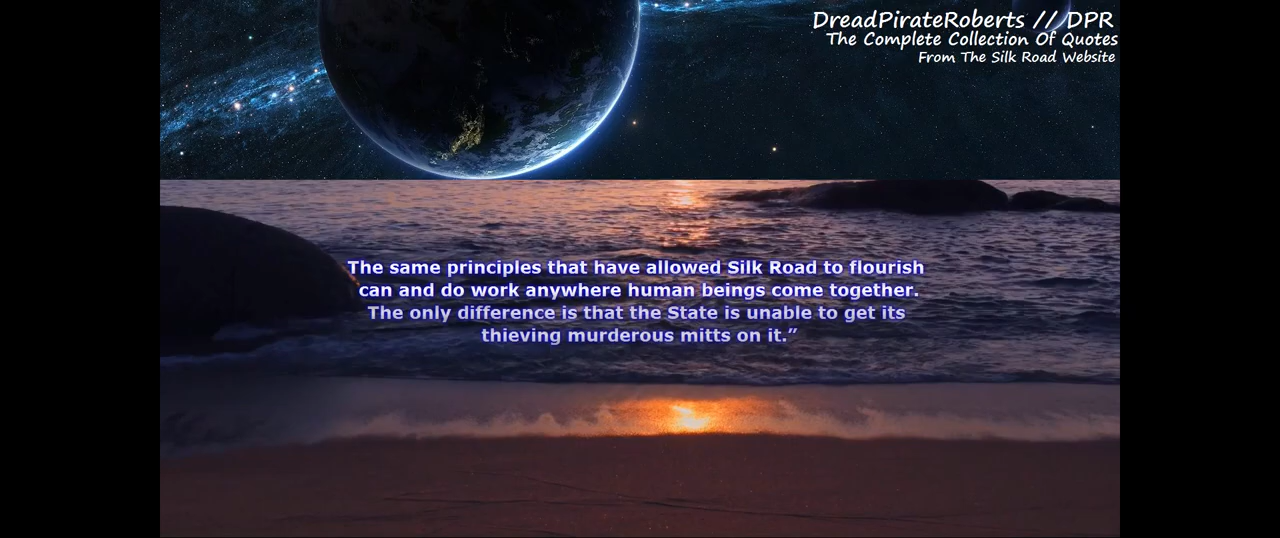 DreadPirateRoberts // DPR
The Complete Collection Of Quotes
From The Silk Road Website
The same principles that have allowed Silk Road to flourish
can and do work anywhere human beings come together.
The only difference is that the State is unable to get its
thieving murderous mitts on it.”